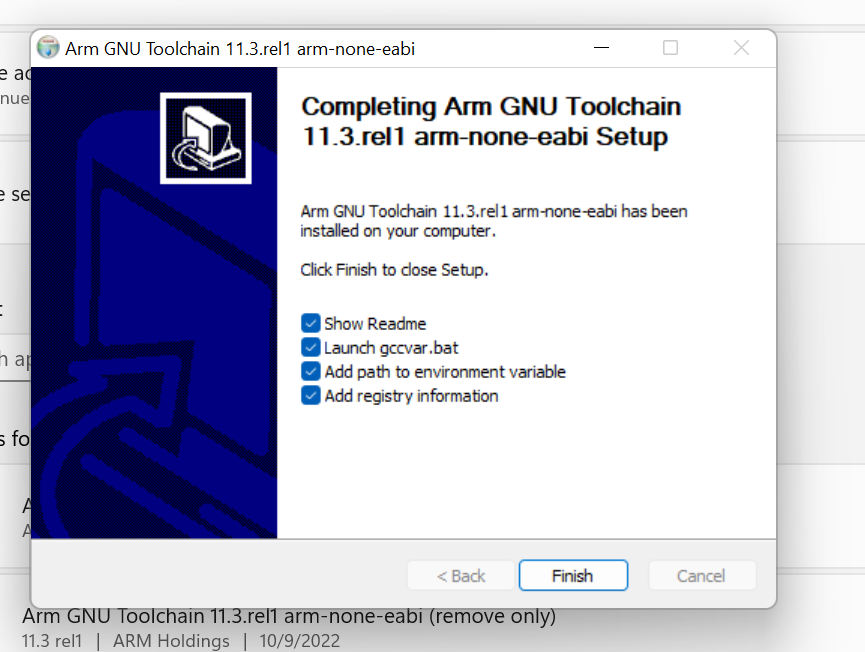 Arm GNU Toolchain 11.3.rel1 arm-none-eabi
Completing Arm GNU Toolchain
11.3.rel1 arm-none-eabi Setup
Arm GNU Toolchain 11.3.rel1 arm-none-eabi has been
installed on your computer.
Click Finish to close Setup.
Show Readme
Launch gccvar.bat
Add path to environment variable
Add registry information
< Back
Finish
Cancel
Arm GNU Toolchain 11.3.rel1 arm-none-eabi (remove only)
11.3 rel1 | ARM Holdings | 10/9/2022